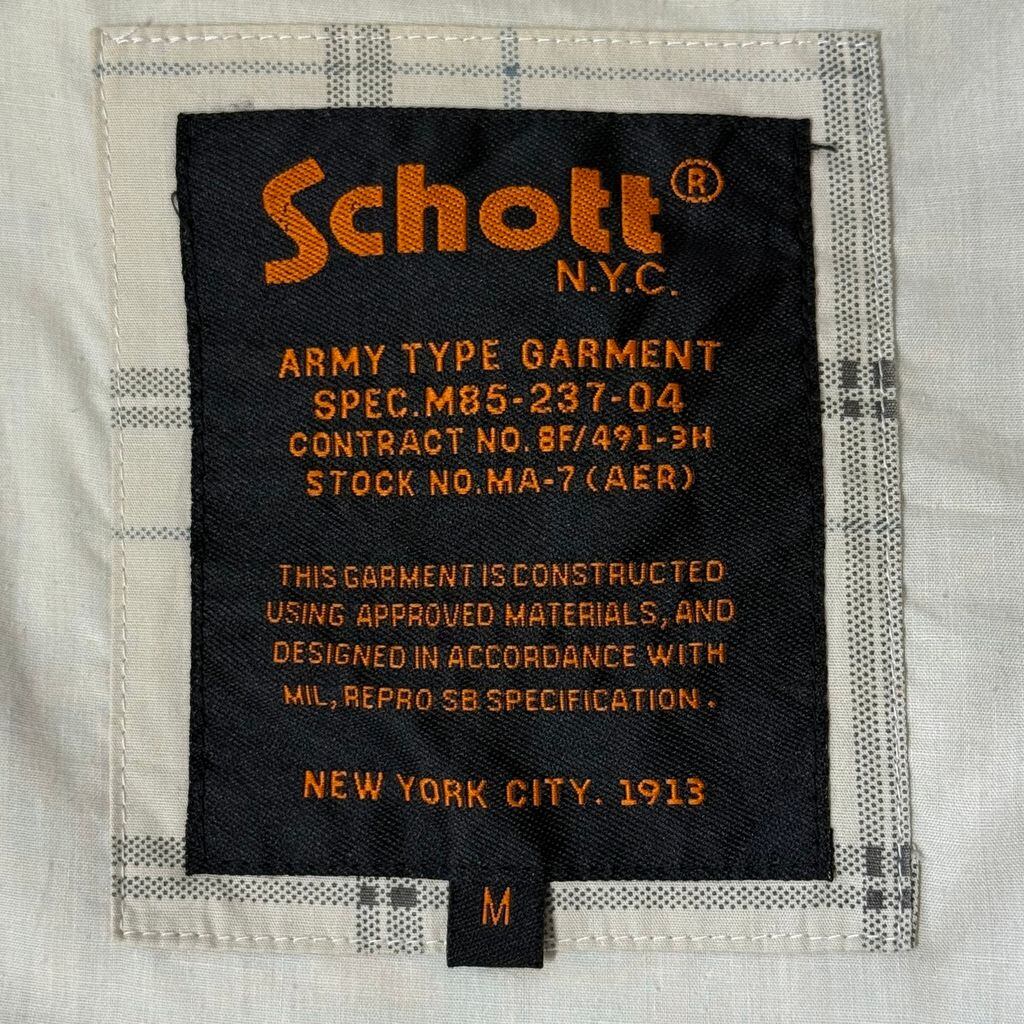 Schott®
N.Y.C.
ARMY TYPE GARMENT
SPEC.M85-237-04
CONTRACT NO. 8F/491-3H
STOCK NO.MA-7(AER)
THIS GARMENT IS CONSTRUCTED
USING APPROVED MATERIALS, AND
DESIGNED IN ACCORDANCE WITH
MIL, REPRO SB SPECIFICATION.
NEW YORK CITY. 1913
M